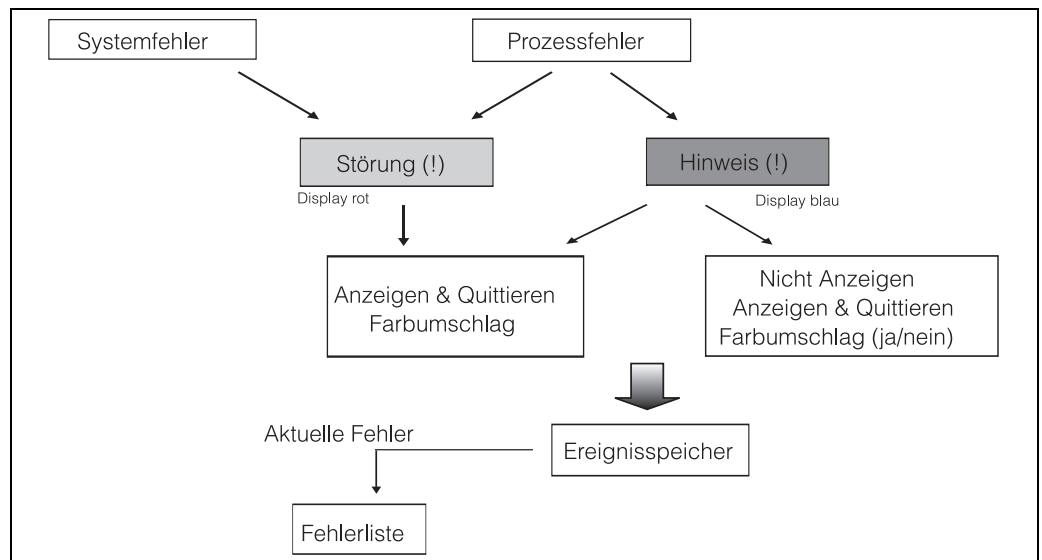 Systemfehler
Prozessfehler
Störung (!)
Hinweis (!)
Display rot
Display blau
Anzeigen & Quittieren
Farbumschlag
Nicht Anzeigen
Anzeigen & Quittieren
Farbumschlag (ja/nein)
Aktuelle Fehler
Ereignisspeicher
Fehlerliste